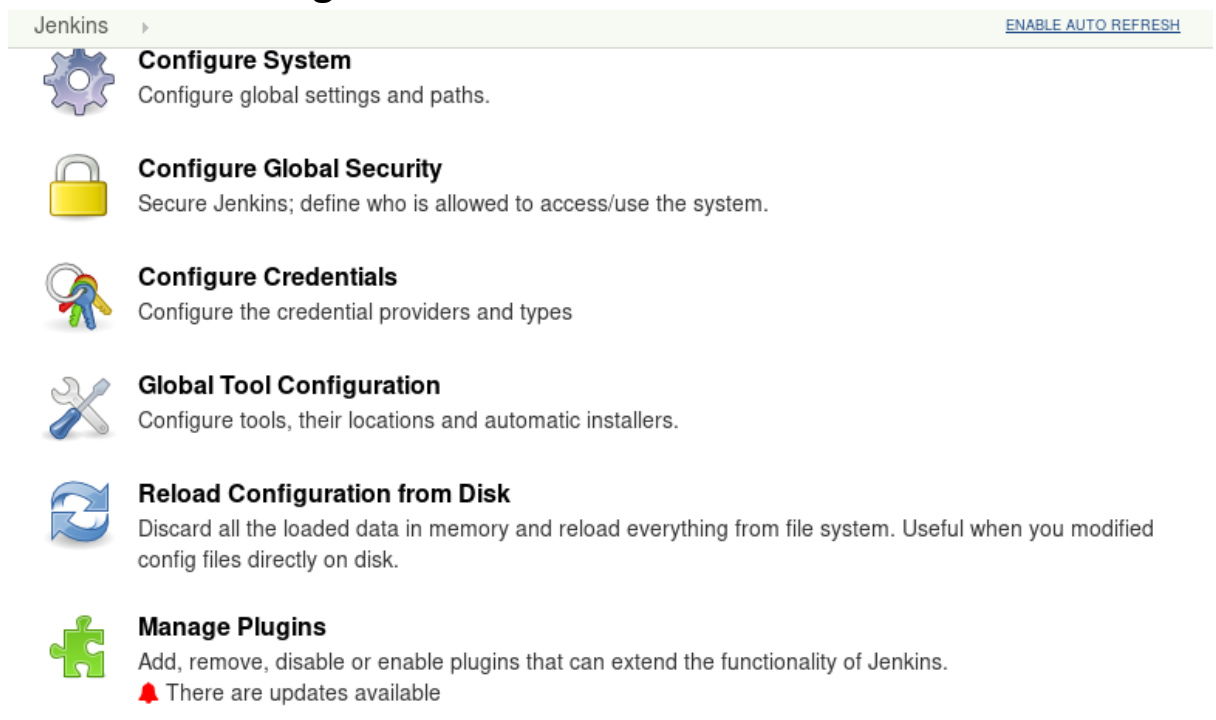 Jenkins
ENABLE AUTO REFRESH
Configure System
Configure global settings and paths.
Configure Global Security
Secure Jenkins; define who is allowed to access/use the system.
Configure Credentials
Configure the credential providers and types
Global Tool Configuration
Configure tools, their locations and automatic installers.
Reload Configuration from Disk
Discard all the loaded data in memory and reload everything from file system. Useful when you modified
config files directly on disk.
Manage Plugins
Add, remove, disable or enable plugins that can extend the functionality of Jenkins.
There are updates available